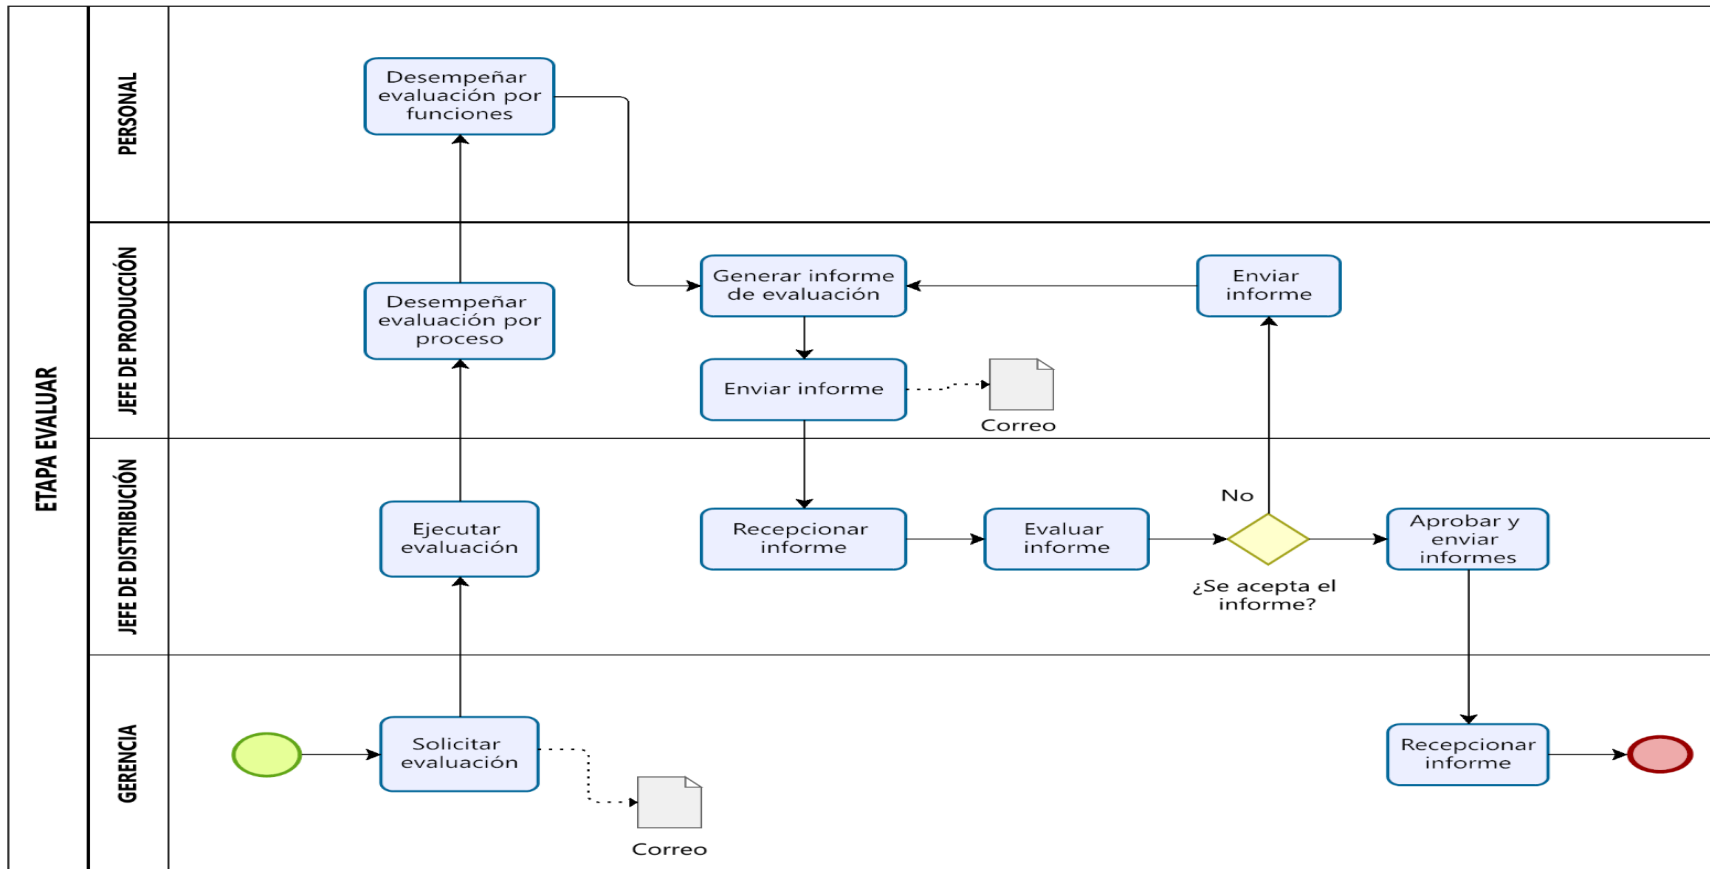 ETAPA EVALUAR
PERSONAL
Desempeñar
evaluación por
funciones
JEFE DE PRODUCCIÓN
Desempeñar
evaluación por
proceso
Generar informe
de evaluación
Enviar
informe
Enviar informe
Correo
JEFE DE DISTRIBUCIÓN
Ejecutar
evaluación
Recepcionar
informe
Evaluar
informe
No
¿Se acepta el
informe?
Aprobar y
enviar
informes
GERENCIA
Solicitar
evaluación
Correo
Recepcionar
informe